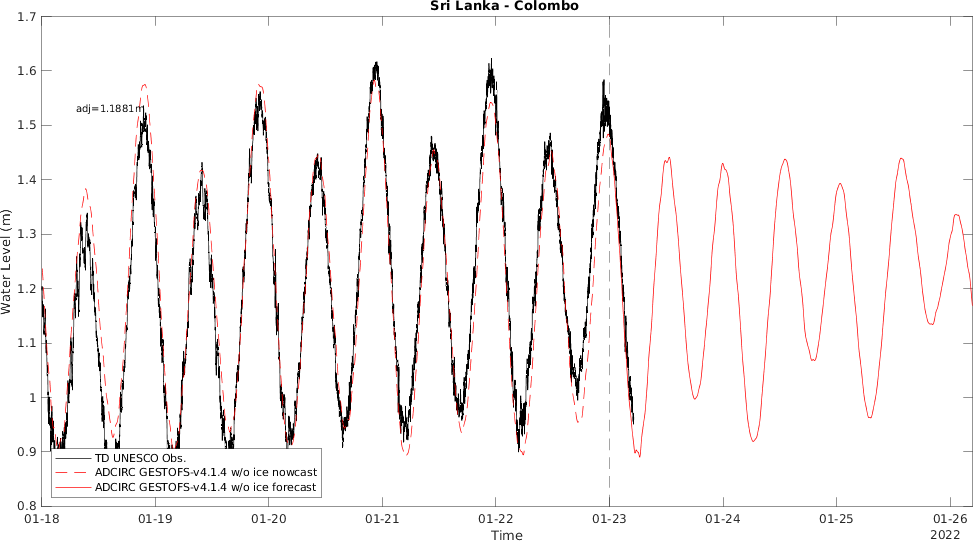 Sri Lanka - Colombo
1.7
1.6
1.5
1.4
1.3
1.2
1.1
1
0.9
0.8
Water Level (m)
adj=1.1881m
TD UNESCO Obs.
ADCIRC GESTOFS-v4.1.4 w/o ice nowcast
ADCIRC GESTOFS-v4.1.4 w/o ice forecast
01-18 01-19 01-20 01-21 01-22 01-23 01-24 01-25 01-26
Time
2022